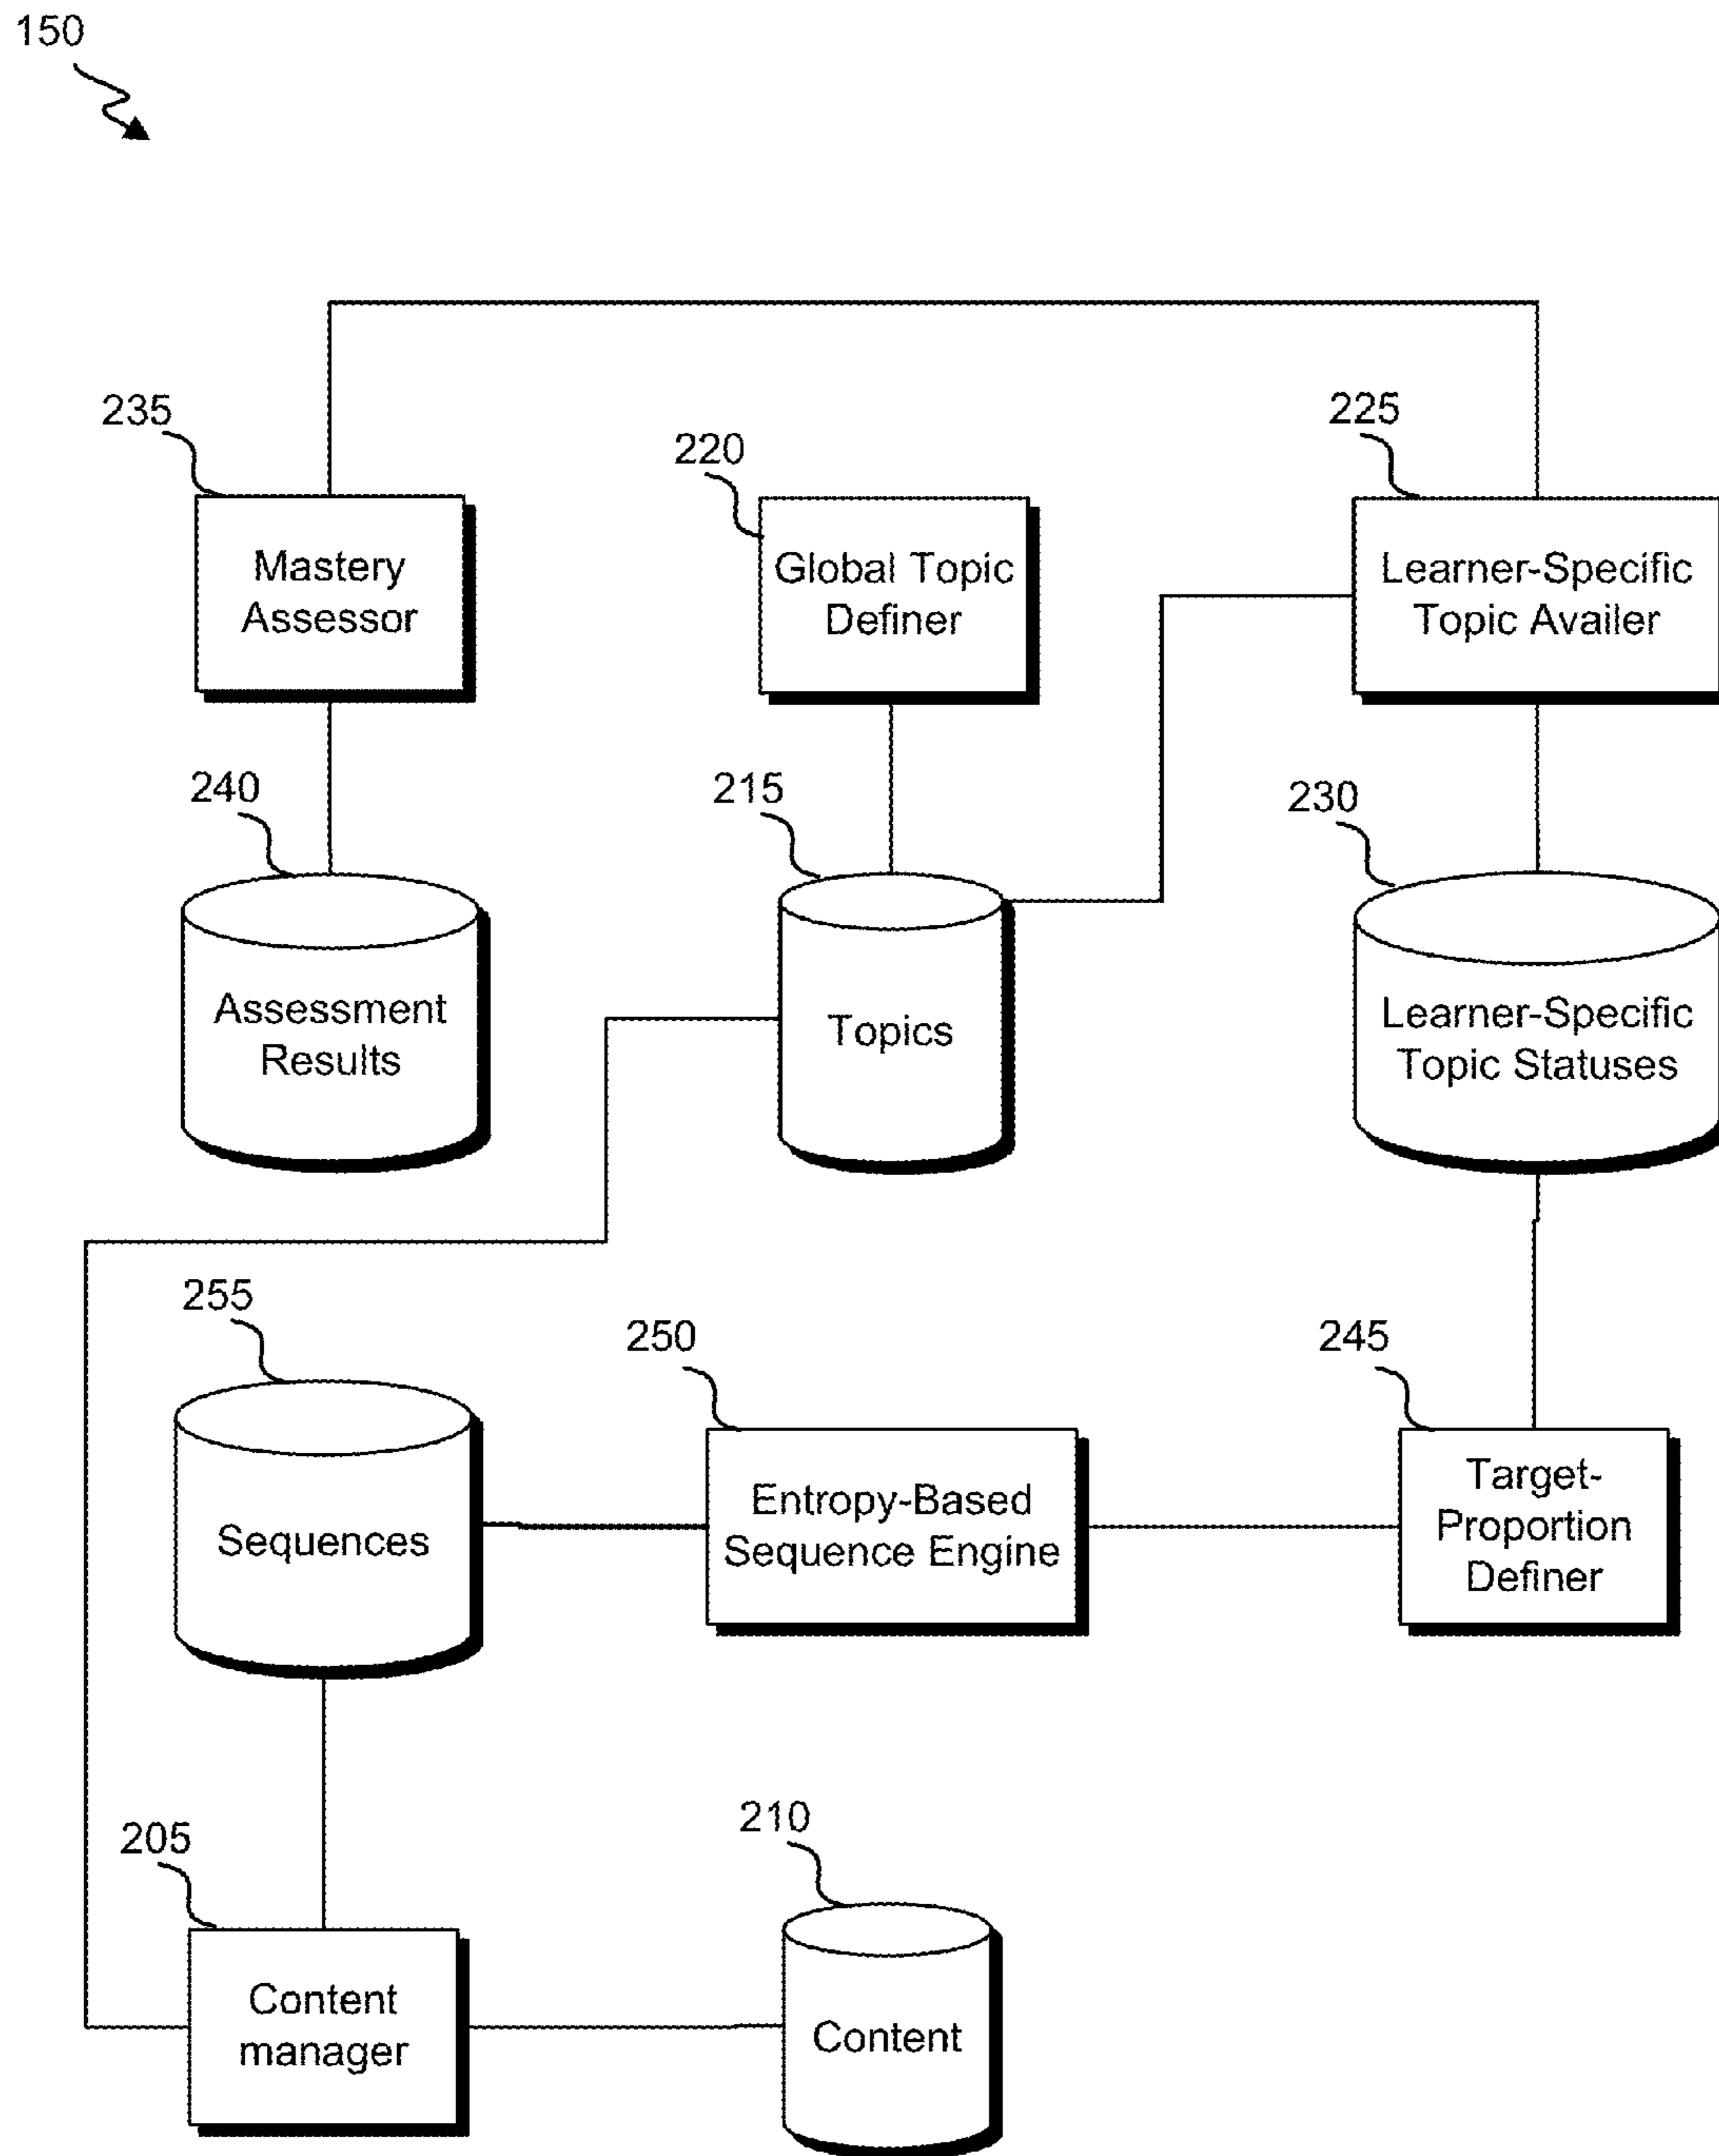 150
235
Mastery
Assessor
220
Global Topic
Definer
225
Learner-Specific
Topic Availer
240
Assessment
Results
215
Topics
230
Learner-Specific
Topic Statuses
255
Sequences
250
Entropy-Based
Sequence Engine
245
Target-
Proportion
Definer
205
Content
manager
210
Content